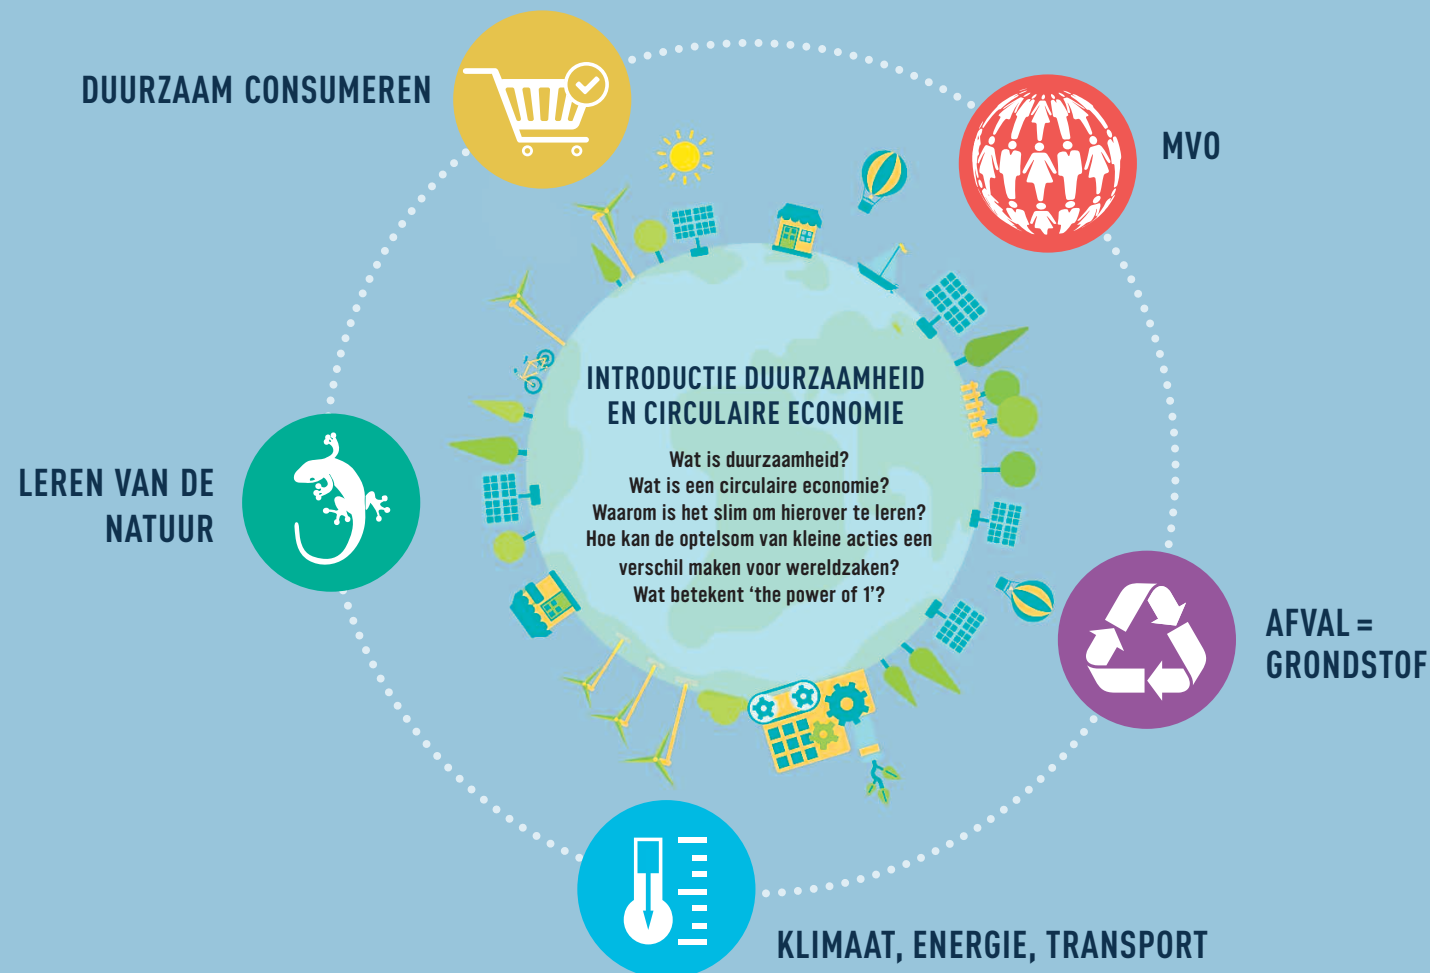 DUURZAAM CONSUMEREN
MVO
INTRODUCTIE DUURZAAMHEID
EN CIRCULAIRE ECONOMIE
Wat is duurzaamheid?
Wat is een circulaire economie?
Waarom is het slim om hierover te leren?
Hoe kan de optelsom van kleine acties een
verschil maken voor wereldzaken?
Wat betekent ‘the power of 1’?
LEREN VAN DE
NATUUR
AFVAL =
GRONDSTOF
KLIMAAT, ENERGIE, TRANSPORT